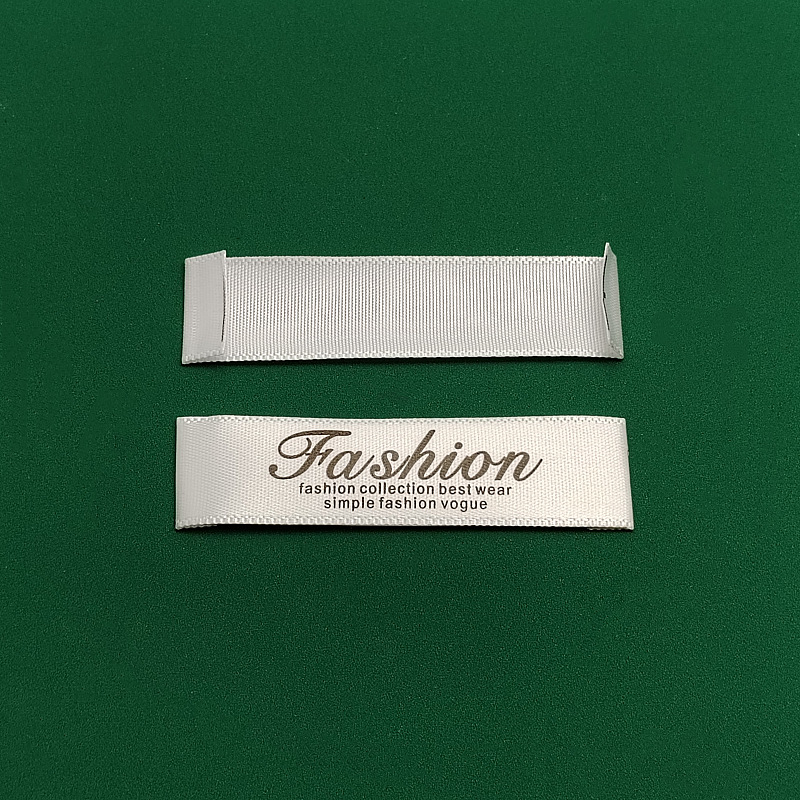 Fashion
fashion collection best wear
simple fashion vogue